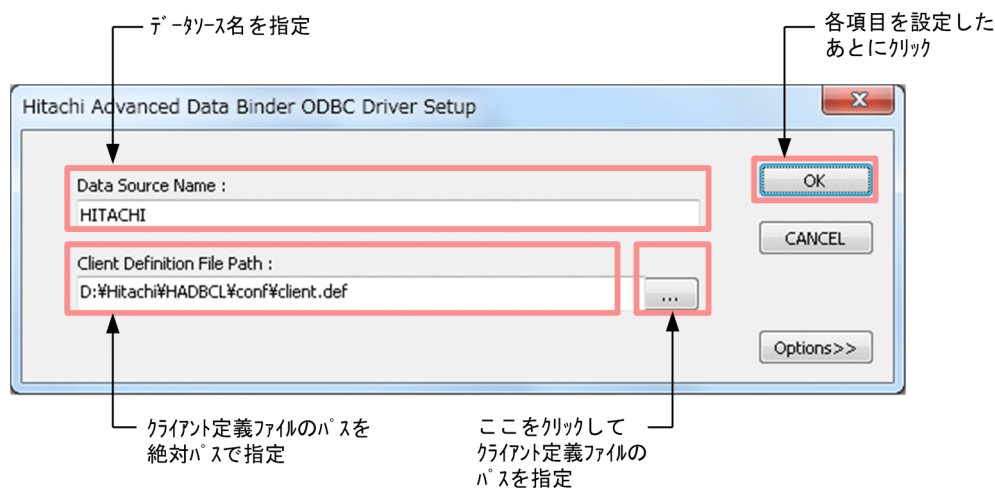 ﾃﾞｰﾀｿｰｽ名を指定
各項目を設定した
あとにｸﾘｯｸ
Hitachi Advanced Data Binder ODBC Driver Setup
Data Source Name :
HITACHI
OK
CANCEL
Client Definition File Path :
D:¥Hitachi¥HADBCL¥conf¥client.def
...
Options>>
ｸﾗｲｱﾝﾄ定義ﾌｧｲﾙのﾊﾟｽを
絶対ﾊﾟｽで指定
ここをｸﾘｯｸして
ｸﾗｲｱﾝﾄ定義ﾌｧｲﾙの
ﾊﾟｽを指定